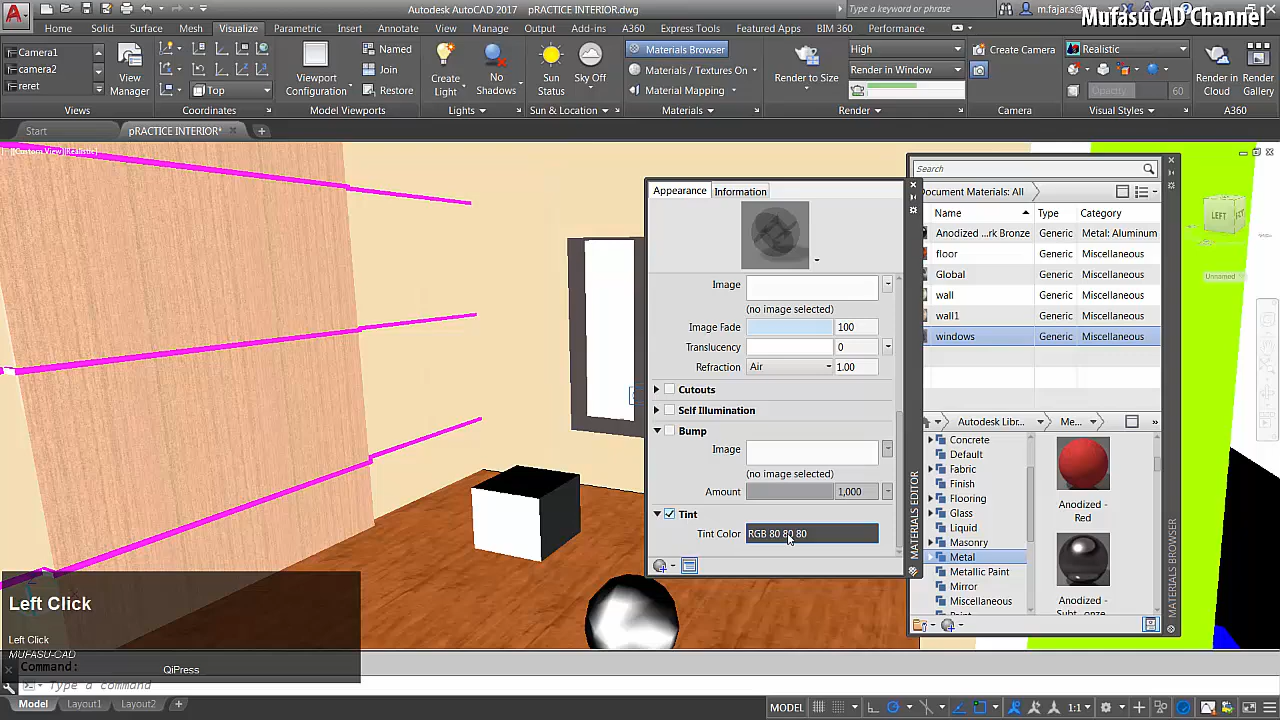 Autodesk AutoCAD 2017 pRACTICE INTERIOR.dwg
Type a keyword or phrase
m.fajar.s...
MufasuCAD Channel
Home Solid Surface Mesh Visualize Parametric Insert Annotate View Manage Output Add-ins A360 Express Tools Featured Apps BIM 360 Performance
Camera1
camera2
reret
View
Manager
Top
Viewport
Configuration
Named
Join
Restore
Create
Light
No
Shadows
Sun
Status
Sky Off
Materials Browser
Materials / Textures On
Material Mapping
Render to Size
High
Render in Window
Create Camera
Realistic
Opacity 60
Render in
Cloud
Render
Gallery
Views Coordinates Model Viewports Lights Sun & Location Materials Render Camera Visual Styles A360
Start pRACTICE INTERIOR*
[-][Custom View][Realistic]
Appearance Information
Image
(no image selected)
Image Fade 100
Translucency 0
Refraction Air 1.00
Cutouts
Self Illumination
Bump
Image
(no image selected)
Amount 1,000
Tint
Tint Color RGB 80 80 80
MATERIALS EDITOR
Search
Document Materials: All
Name Type Category
Anodized ...rk Bronze Generic Metal: Aluminum
floor Generic Miscellaneous
Global Generic Miscellaneous
wall Generic Miscellaneous
wall1 Generic Miscellaneous
windows Generic Miscellaneous
Autodesk Libr... Me... »
Concrete
Default
Fabric
Finish
Flooring
Glass
Liquid
Masonry
Metal
Metallic Paint
Mirror
Miscellaneous
Anodized -
Red
Anodized -
MATERIALS BROWSER
LEFT
Unnamed
Left Click
Left Click
MUFASU-CAD
Command:
QiPress
Type a command
Model Layout1 Layout2 +
MODEL
1:1